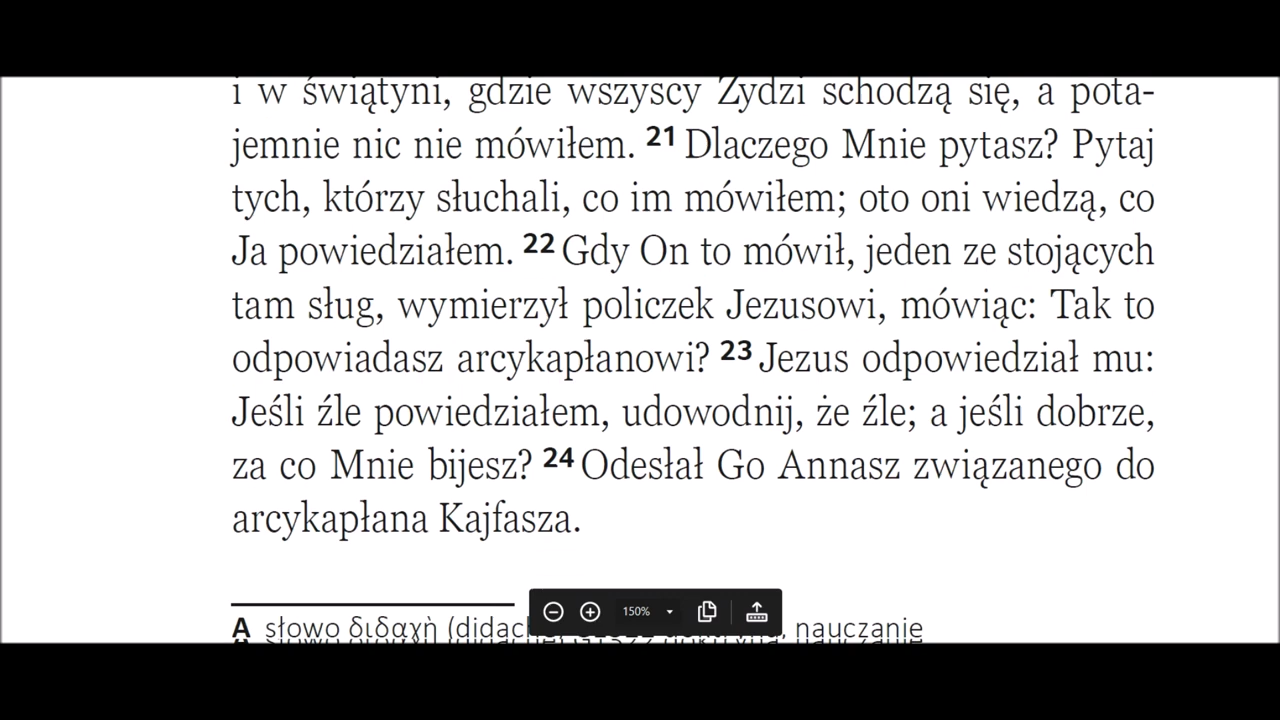 i w świątyni, gdzie wszyscy Żydzi schodzą się, a pota-
jemnie nic nie mówiłem. 21 Dlaczego Mnie pytasz? Pytaj
tych, którzy słuchali, co im mówiłem; oto oni wiedzą, co
Ja powiedziałem. 22 Gdy On to mówił, jeden ze stojących
tam sług, wymierzył policzek Jezusowi, mówiąc: Tak to
odpowiadasz arcykapłanowi? 23 Jezus odpowiedział mu:
Jeśli źle powiedziałem, udowodnij, że źle; a jeśli dobrze,
za co Mnie bijesz? 24 Odesłał Go Annasz związanego do
arcykapłana Kajfasza.
150%
A słowo διδαχὴ nauczanie